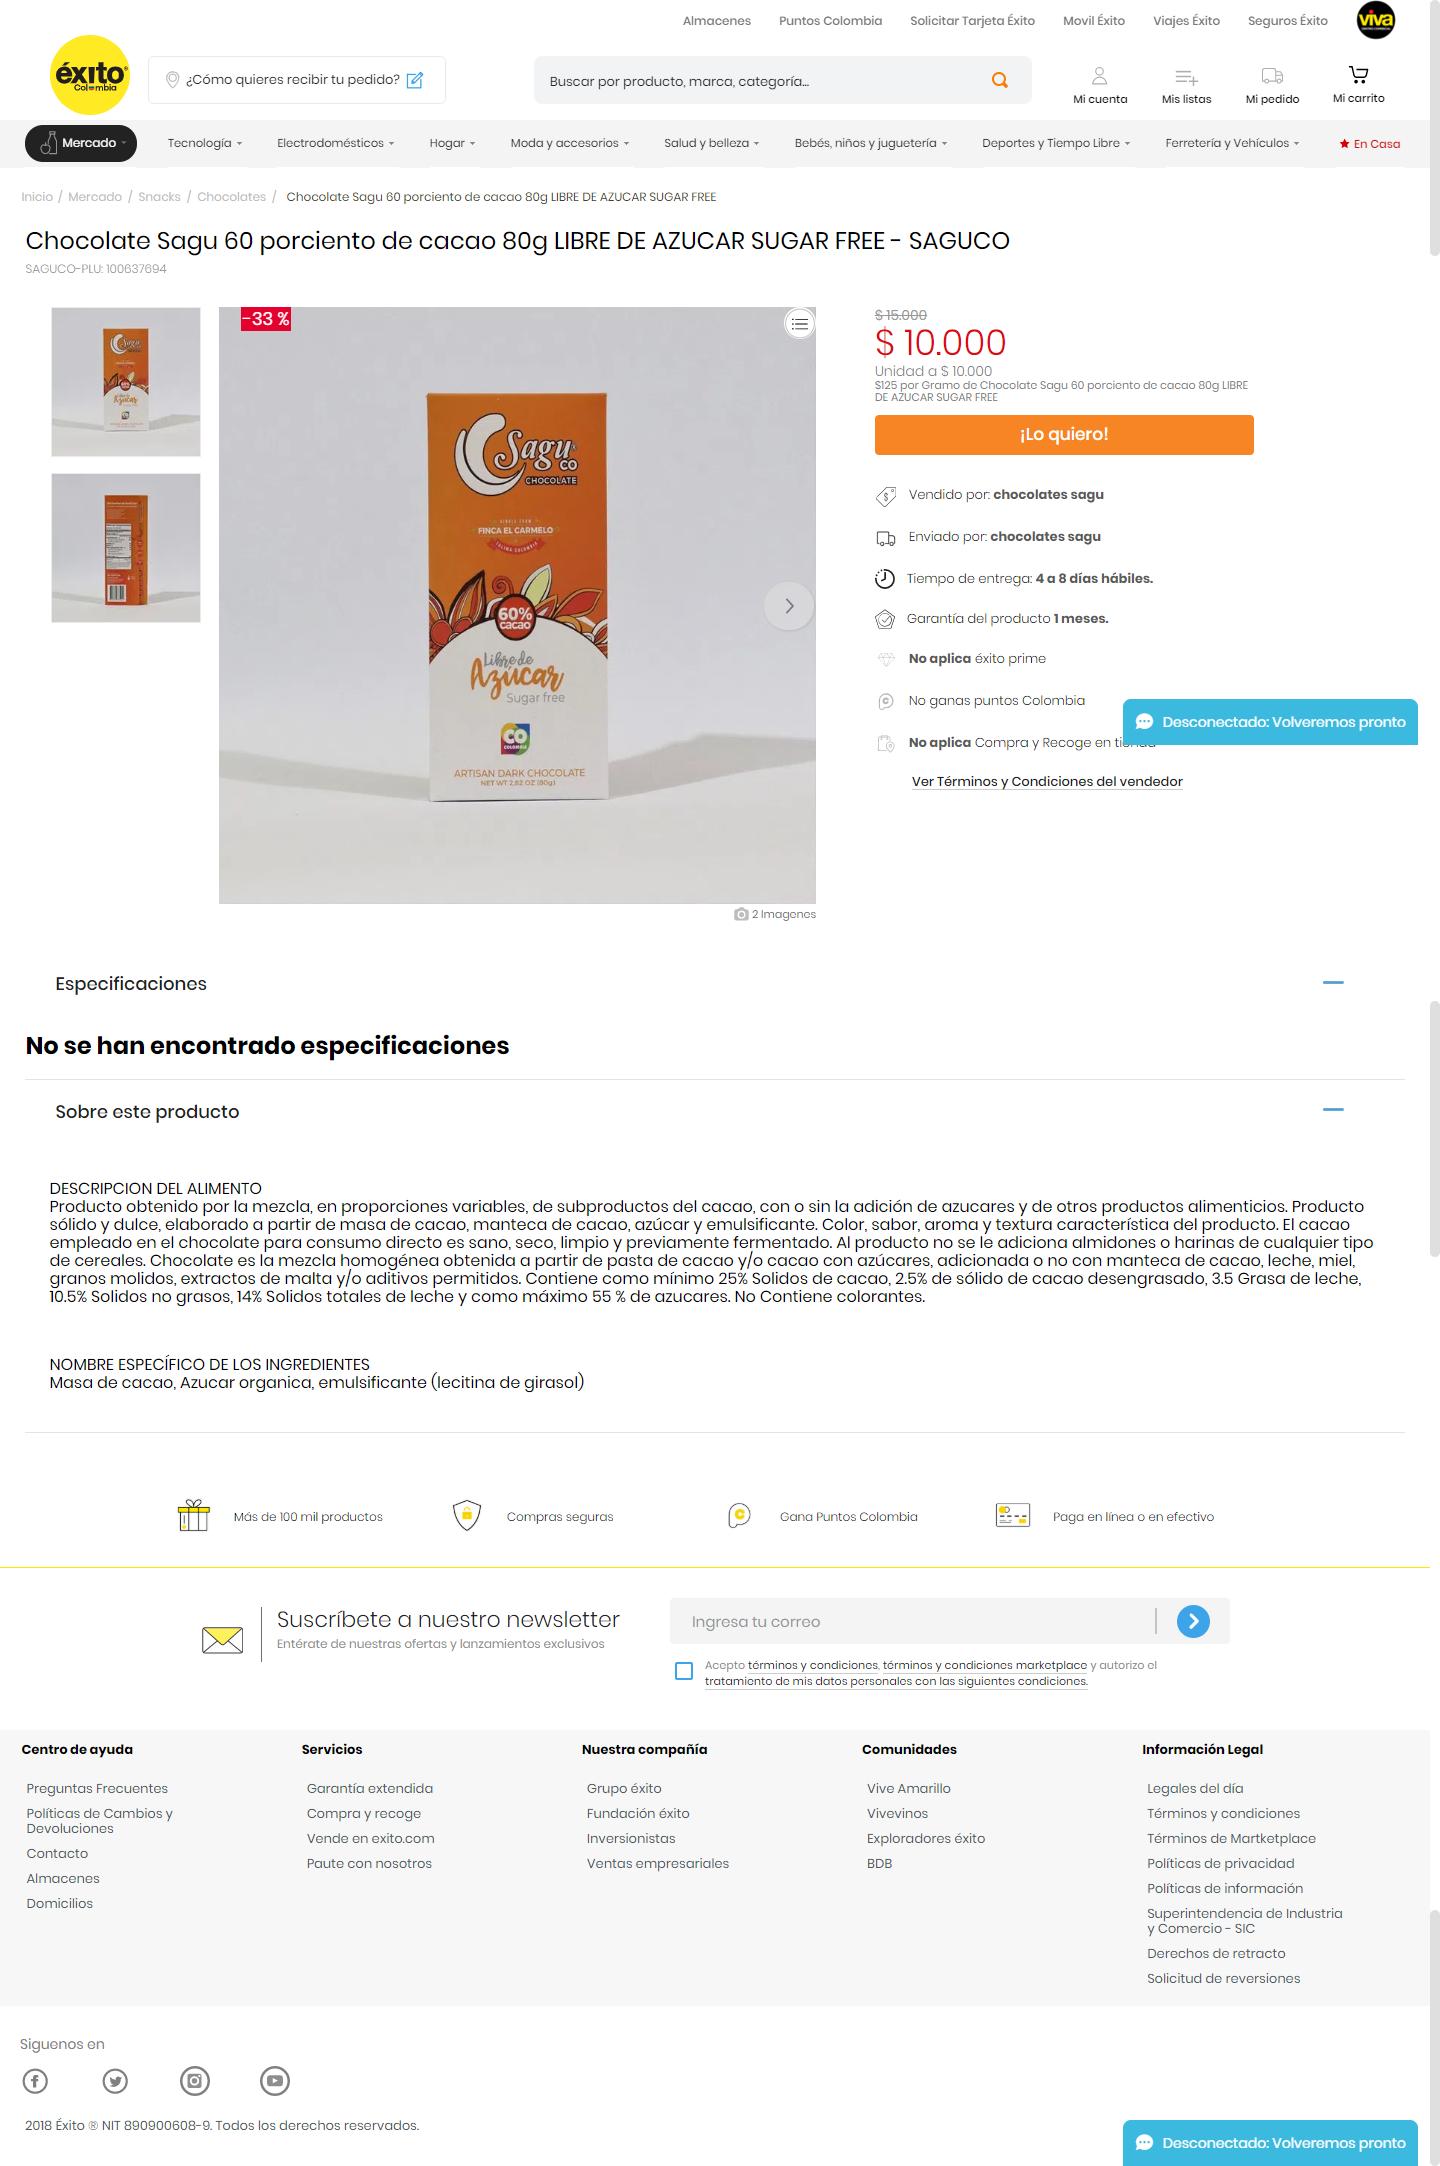 Almacenes Puntos Colombia Solicitar Tarjeta Éxito Movil Éxito Viajes Éxito Seguros Éxito viva
éxito
Colombia
¿Cómo quieres recibir tu pedido?
Buscar por producto, marca, categoría...
Mi cuenta Mis listas Mi pedido Mi carrito
Mercado Tecnología Electrodomésticos Hogar Moda y accesorios Salud y belleza Bebés, niños y juguetería Deportes y Tiempo Libre Ferretería y Vehículos En Casa
Inicio / Mercado / Snacks / Chocolates / Chocolate Sagu 60 porciento de cacao 80g LIBRE DE AZUCAR SUGAR FREE
Chocolate Sagu 60 porciento de cacao 80g LIBRE DE AZUCAR SUGAR FREE - SAGUCO
SAGUCO-PLU: 100637694
-33 %
Sagu
CO
CHOCOLATE
FINCA EL CARMELO
60%
cacao
Libre de
Azúcar
Sugar free
CO
COLOMBIA
ARTISAN DARK CHOCOLATE
NET WT 2,82 OZ (80g)
2 Imagenes
$ 15.000
$ 10.000
Unidad a $ 10.000
$125 por Gramo de Chocolate Sagu 60 porciento de cacao 80g LIBRE
DE AZUCAR SUGAR FREE
¡Lo quiero!
Vendido por: chocolates sagu
Enviado por: chocolates sagu
Tiempo de entrega: 4 a 8 días hábiles.
Garantía del producto 1 meses.
No aplica éxito prime
No ganas puntos Colombia
Desconectado: Volveremos pronto
No aplica Compra y Recoge en tienda
Ver Términos y Condiciones del vendedor
Especificaciones
No se han encontrado especificaciones
Sobre este producto
DESCRIPCION DEL ALIMENTO
Producto obtenido por la mezcla, en proporciones variables, de subproductos del cacao, con o sin la adición de azucares y de otros productos alimenticios. Producto
sólido y dulce, elaborado a partir de masa de cacao, manteca de cacao, azúcar y emulsificante. Color, sabor, aroma y textura característica del producto. El cacao
empleado en el chocolate para consumo directo es sano, seco, limpio y previamente fermentado. Al producto no se le adiciona almidones o harinas de cualquier tipo
de cereales. Chocolate es la mezcla homogénea obtenida a partir de pasta de cacao y/o cacao con azúcares, adicionada o no con manteca de cacao, leche, miel,
granos molidos, extractos de malta y/o aditivos permitidos. Contiene como mínimo 25% Solidos de cacao, 2.5% de sólido de cacao desengrasado, 3.5 Grasa de leche,
10.5% Solidos no grasos, 14% Solidos totales de leche y como máximo 55 % de azucares. No Contiene colorantes.
NOMBRE ESPECÍFICO DE LOS INGREDIENTES
Masa de cacao, Azucar organica, emulsificante (lecitina de girasol)
Más de 100 mil productos Compras seguras Gana Puntos Colombia Paga en línea o en efectivo
Suscríbete a nuestro newsletter
Entérate de nuestras ofertas y lanzamientos exclusivos
Ingresa tu correo
Acepto términos y condiciones, términos y condiciones marketplace y autorizo el
tratamiento de mis datos personales con las siguientes condiciones.
Centro de ayuda
Preguntas Frecuentes
Políticas de Cambios y
Devoluciones
Contacto
Almacenes
Domicilios
Servicios
Garantía extendida
Compra y recoge
Vende en exito.com
Paute con nosotros
Nuestra compañía
Grupo éxito
Fundación éxito
Inversionistas
Ventas empresariales
Comunidades
Vive Amarillo
Vivevinos
Exploradores éxito
BDB
Información Legal
Legales del día
Términos y condiciones
Términos de Martketplace
Políticas de privacidad
Políticas de información
Superintendencia de Industria
y Comercio - SIC
Derechos de retracto
Solicitud de reversiones
Siguenos en
2018 Éxito ® NIT 890900608-9. Todos los derechos reservados.
Desconectado: Volveremos pronto